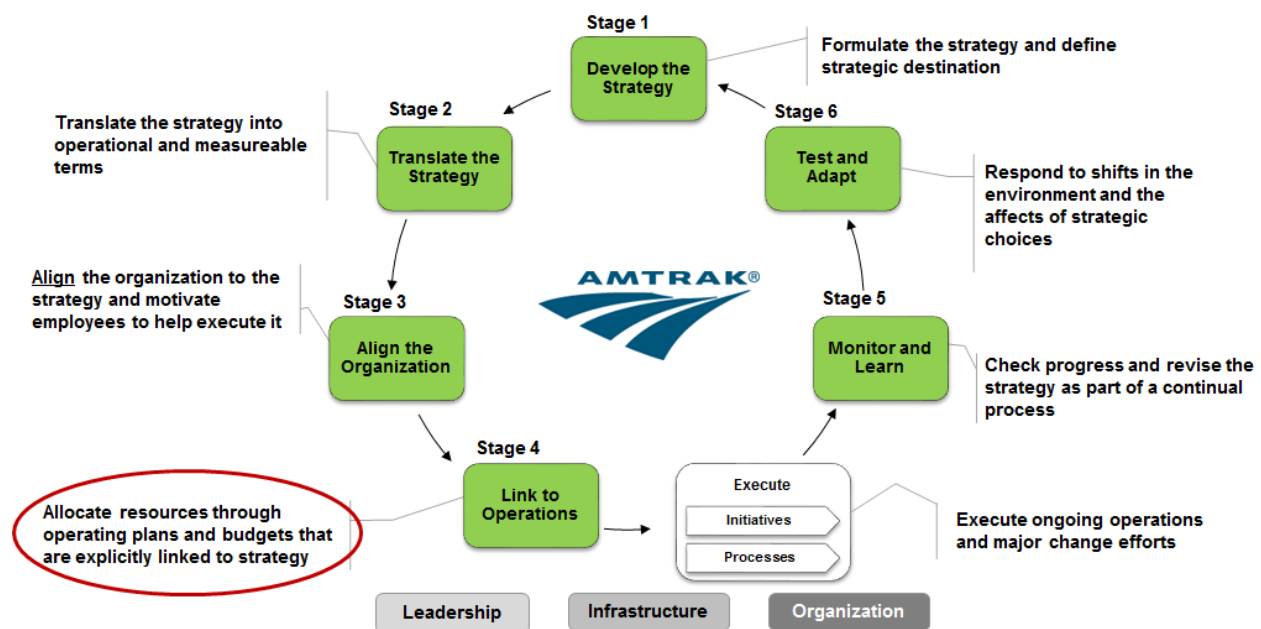 Stage 1
Develop the
Strategy
Formulate the strategy and define
strategic destination
Stage 2
Translate the
Strategy
Translate the strategy into
operational and measureable
terms
Stage 3
Align the
Organization
Align the organization to the
strategy and motivate
employees to help execute it
Stage 4
Link to
Operations
Allocate resources through
operating plans and budgets that
are explicitly linked to strategy
Execute
Initiatives
Processes
Execute ongoing operations
and major change efforts
Stage 5
Monitor and
Learn
Check progress and revise the
strategy as part of a continual
process
Stage 6
Test and
Adapt
Respond to shifts in the
environment and the
affects of strategic
choices
AMTRAK®
Leadership
Infrastructure
Organization